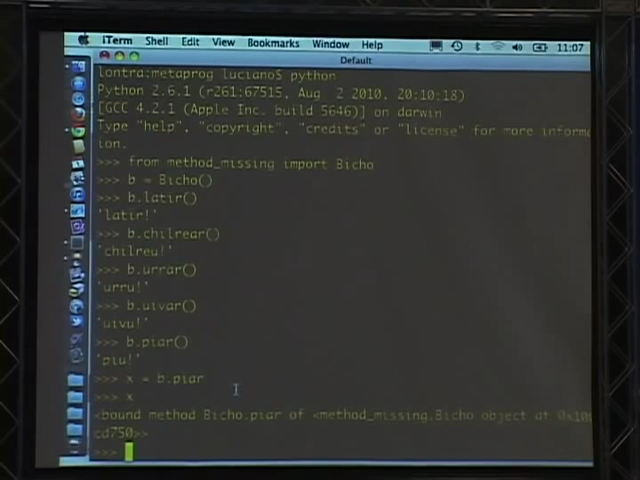 iTerm Shell Edit View Bookmarks Window Help 11:07
Default
lontra:metaprog luciano$ python
Python 2.6.1 (r261:67515, Aug 2 2010, 20:10:18)
[GCC 4.2.1 (Apple Inc. build 5646)] on darwin
Type "help", "copyright", "credits" or "license" for more informa
ion.
>>> from method_missing import Bicho
>>> b = Bicho()
>>> b.latir()
'latir!'
>>> b.chilrear()
'chilreu!'
>>> b.urrar()
'urru!'
>>> b.uivar()
'uivu!'
>>> b.piar()
'piu!'
>>> x = b.piar
>>> x
<bound method Bicho.piar of <method_missing.Bicho object at
cd750>>
>>>